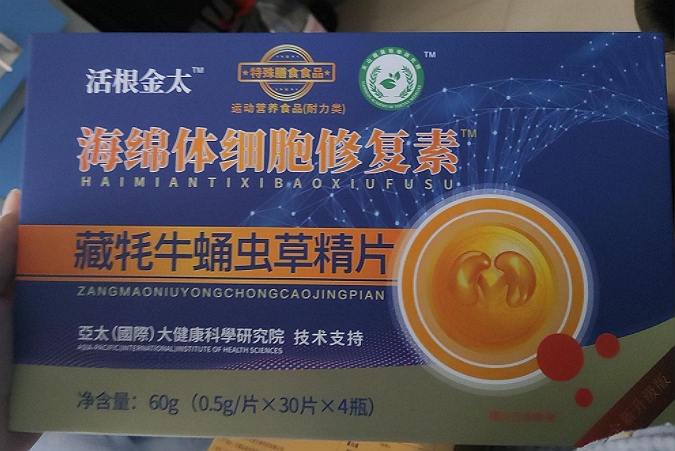 活根金太™
特殊膳食食品
TM
运动营养食品(耐力类)
海绵体细胞修复素™
HAIMIANTIXIBAOXIUFUSU
藏牦牛蛹虫草精片
ZANGMAONIUYONGCHONGCAOJINGPIAN
亞太(國際)大健康科學研究院 技术支持
ASIA-PACIFIC(INTERNATIONAL)INSTITUTE OF HEALTH SCIENCES
净含量：60g（0.5g/片×30片×4瓶）